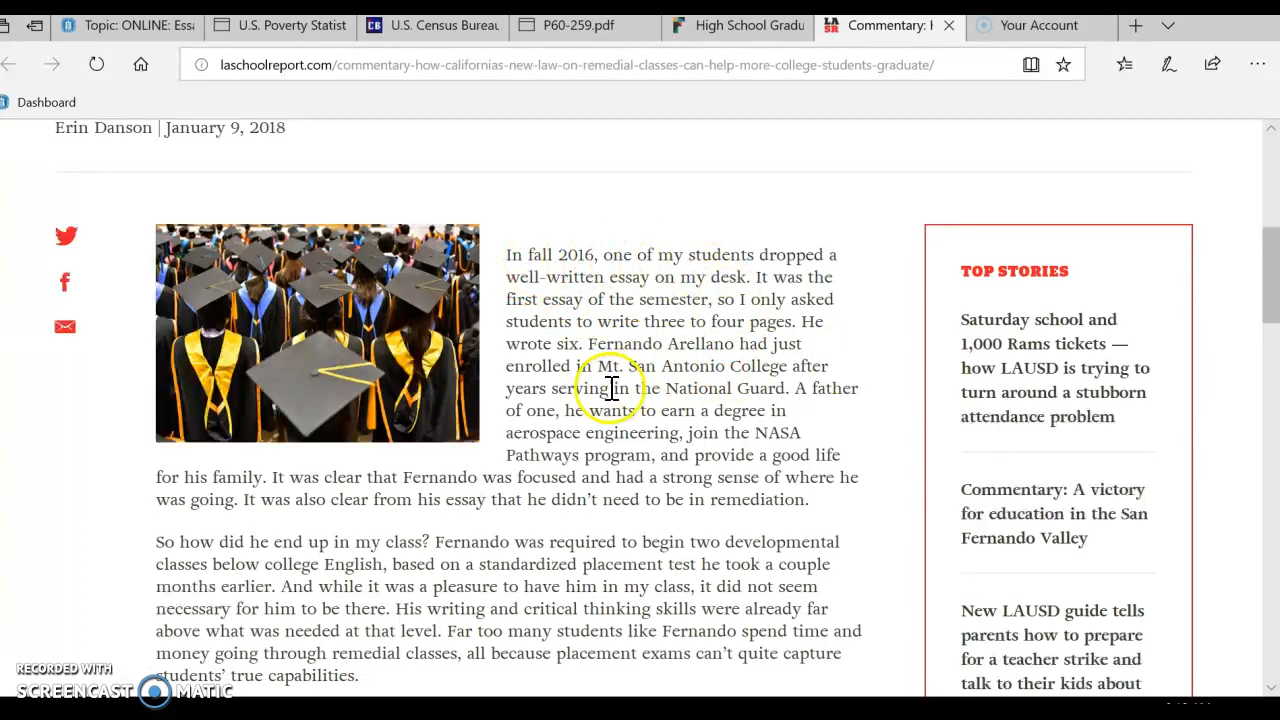 Topic: ONLINE: Essa
U.S. Poverty Statist
CB
U.S. Census Bureau
P60-259.pdf
High School Gradu
LA
SR
Commentary: H
Your Account
laschoolreport.com/commentary-how-californias-new-law-on-remedial-classes-can-help-more-college-students-graduate/
Dashboard
Erin Danson | January 9, 2018
In fall 2016, one of my students dropped a
well-written essay on my desk. It was the
first essay of the semester, so I only asked
students to write three to four pages. He
wrote six. Fernando Arellano had just
enrolled in Mt. San Antonio College after
years serving in the National Guard. A father
of one, he wants to earn a degree in
aerospace engineering, join the NASA
Pathways program, and provide a good life
for his family. It was clear that Fernando was focused and had a strong sense of where he
was going. It was also clear from his essay that he didn't need to be in remediation.
So how did he end up in my class? Fernando was required to begin two developmental
classes below college English, based on a standardized placement test he took a couple
months earlier. And while it was a pleasure to have him in my class, it did not seem
necessary for him to be there. His writing and critical thinking skills were already far
above what was needed at that level. Far too many students like Fernando spend time and
money going through remedial classes, all because placement exams can't quite capture
students' true capabilities.
TOP STORIES
Saturday school and
1,000 Rams tickets —
how LAUSD is trying to
turn around a stubborn
attendance problem
Commentary: A victory
for education in the San
Fernando Valley
New LAUSD guide tells
parents how to prepare
for a teacher strike and
talk to their kids about
RECORDED WITH
SCREENCAST MATIC